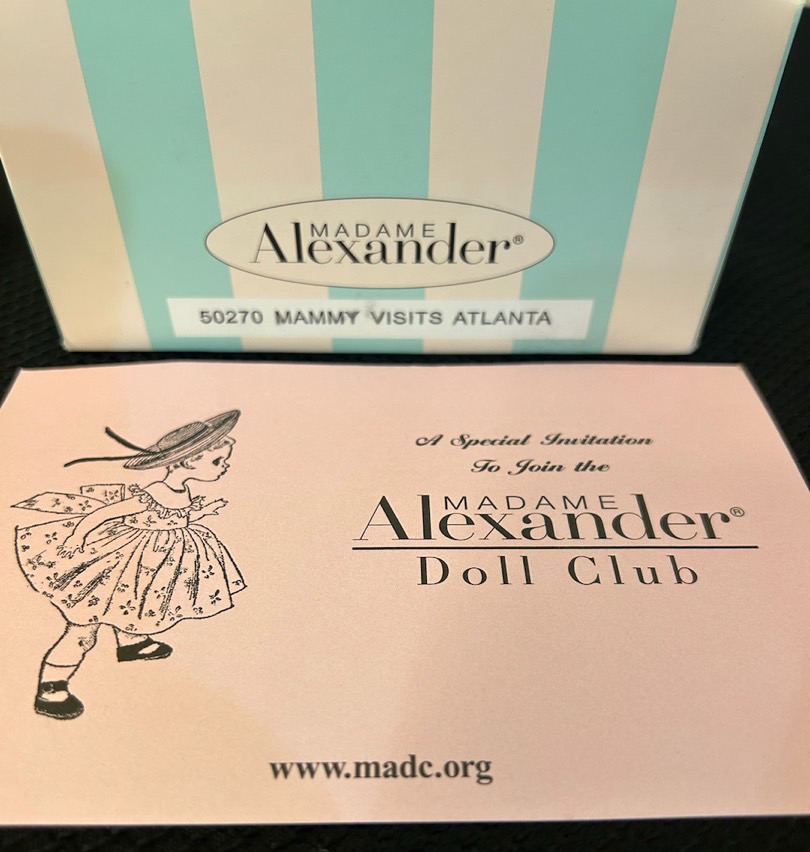 MADAME
Alexander®
50270 MAMMY VISITS ATLANTA
A Special Invitation
To Join the
MADAME
Alexander®
Doll Club
www.madc.org